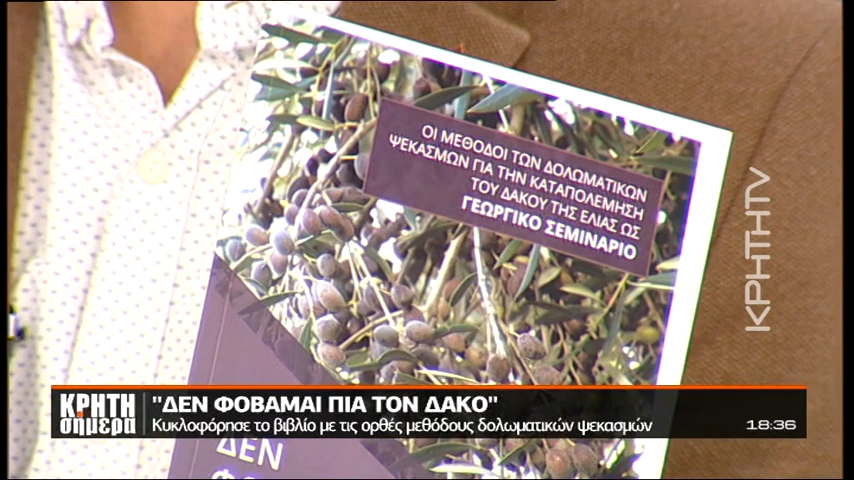 ΟΙ ΜΕΘΟΔΟΙ ΤΩΝ ΔΟΛΩΜΑΤΙΚΩΝ
ΨΕΚΑΣΜΩΝ ΓΙΑ ΤΗΝ ΚΑΤΑΠΟΛΕΜΗΣΗ
ΤΟΥ ΔΑΚΟΥ ΤΗΣ ΕΛΙΑΣ ΩΣ
ΓΕΩΡΓΙΚΟ ΣΕΜΙΝΑΡΙΟ
ΚΡΗΤΗTV
ΚΡΗΤΗ
σήμερα
"ΔΕΝ ΦΟΒΑΜΑΙ ΠΙΑ ΤΟΝ ΔΑΚΟ"
Κυκλοφόρησε το βιβλίο με τις ορθές μεθόδους δολωματικών ψεκασμών
18:36
ΔΕΝ